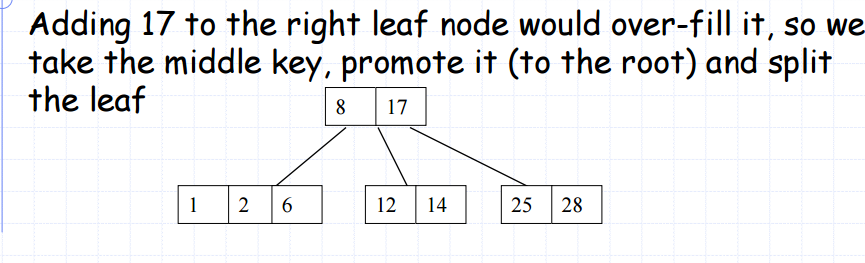 Adding 17 to the right leaf node would over-fill it, so we
take the middle key, promote it (to the root) and split
the leaf
8 17
1 2 6 12 14 25 28